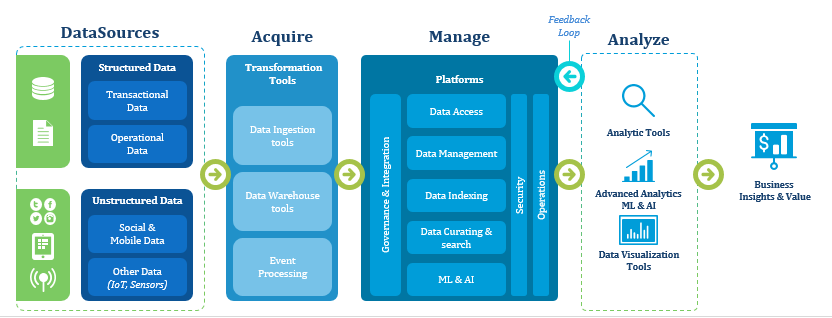 DataSources
Structured Data
Transactional
Data
Operational
Data
Unstructured Data
Social &
Mobile Data
Other Data
(IoT, Sensors)
Acquire
Transformation
Tools
Data Ingestion
tools
Data Warehouse
tools
Event
Processing
Manage
Platforms
Governance & Integration
Data Access
Data Management
Data Indexing
Data Curating &
search
ML & AI
Security
Operations
Feedback
Loop
Analyze
Analytic Tools
Advanced Analytics
ML & AI
Data Visualization
Tools
$
Business
Insights & Value